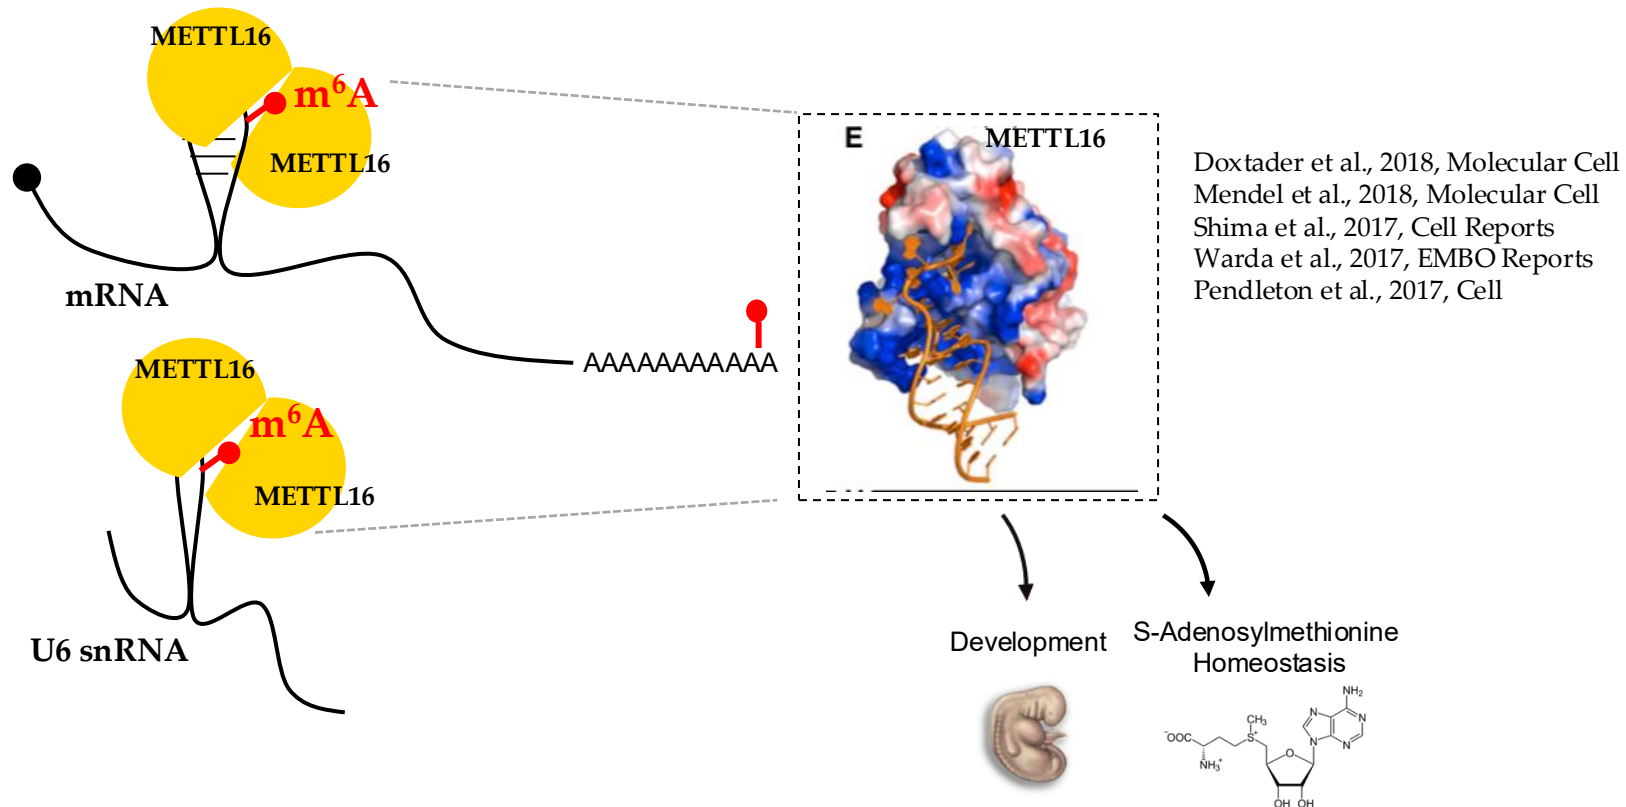 METTL16
m⁶A
METTL16
mRNA
AAAAAAAAAAA
METTL16
m⁶A
METTL16
U6 snRNA
E
METTL16
Doxtader et al., 2018, Molecular Cell
Mendel et al., 2018, Molecular Cell
Shima et al., 2017, Cell Reports
Warda et al., 2017, EMBO Reports
Pendleton et al., 2017, Cell
Development
S-Adenosylmethionine
Homeostasis
NH₂
N
N
N
N
CH₃
⁻OOC
S⁺
O
NH₃⁺
OH OH